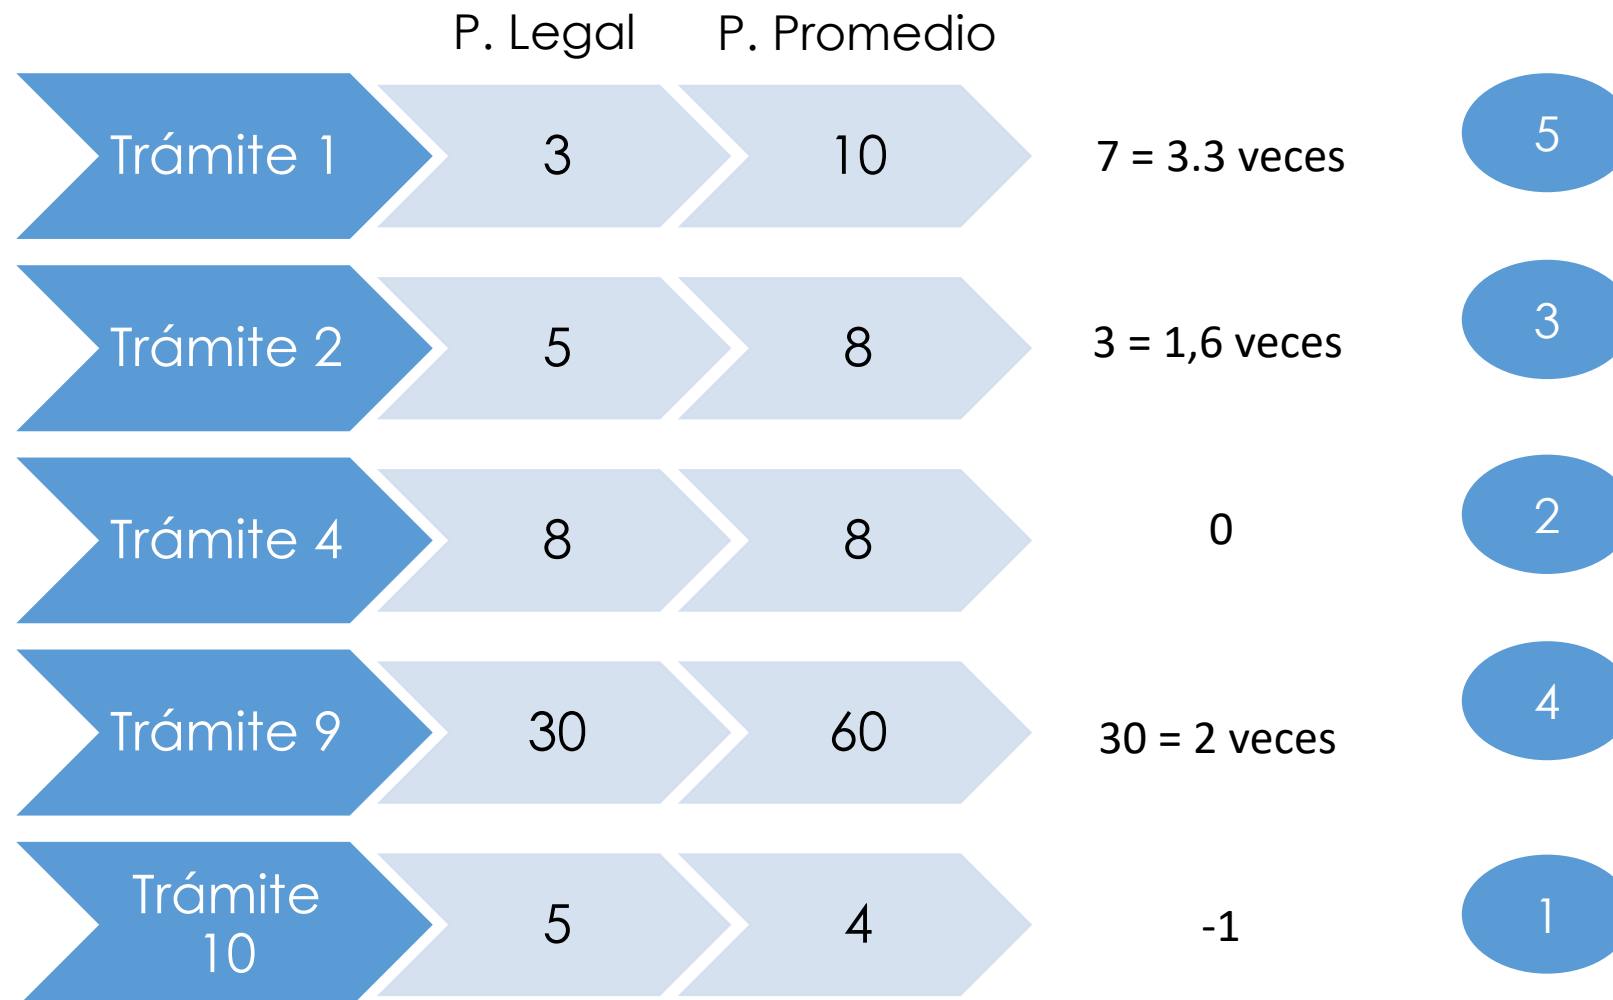 P. Legal P. Promedio
Trámite 1 3 10 7 = 3.3 veces 5
Trámite 2 5 8 3 = 1,6 veces 3
Trámite 4 8 8 0 2
Trámite 9 30 60 30 = 2 veces 4
Trámite
10 5 4 -1 1